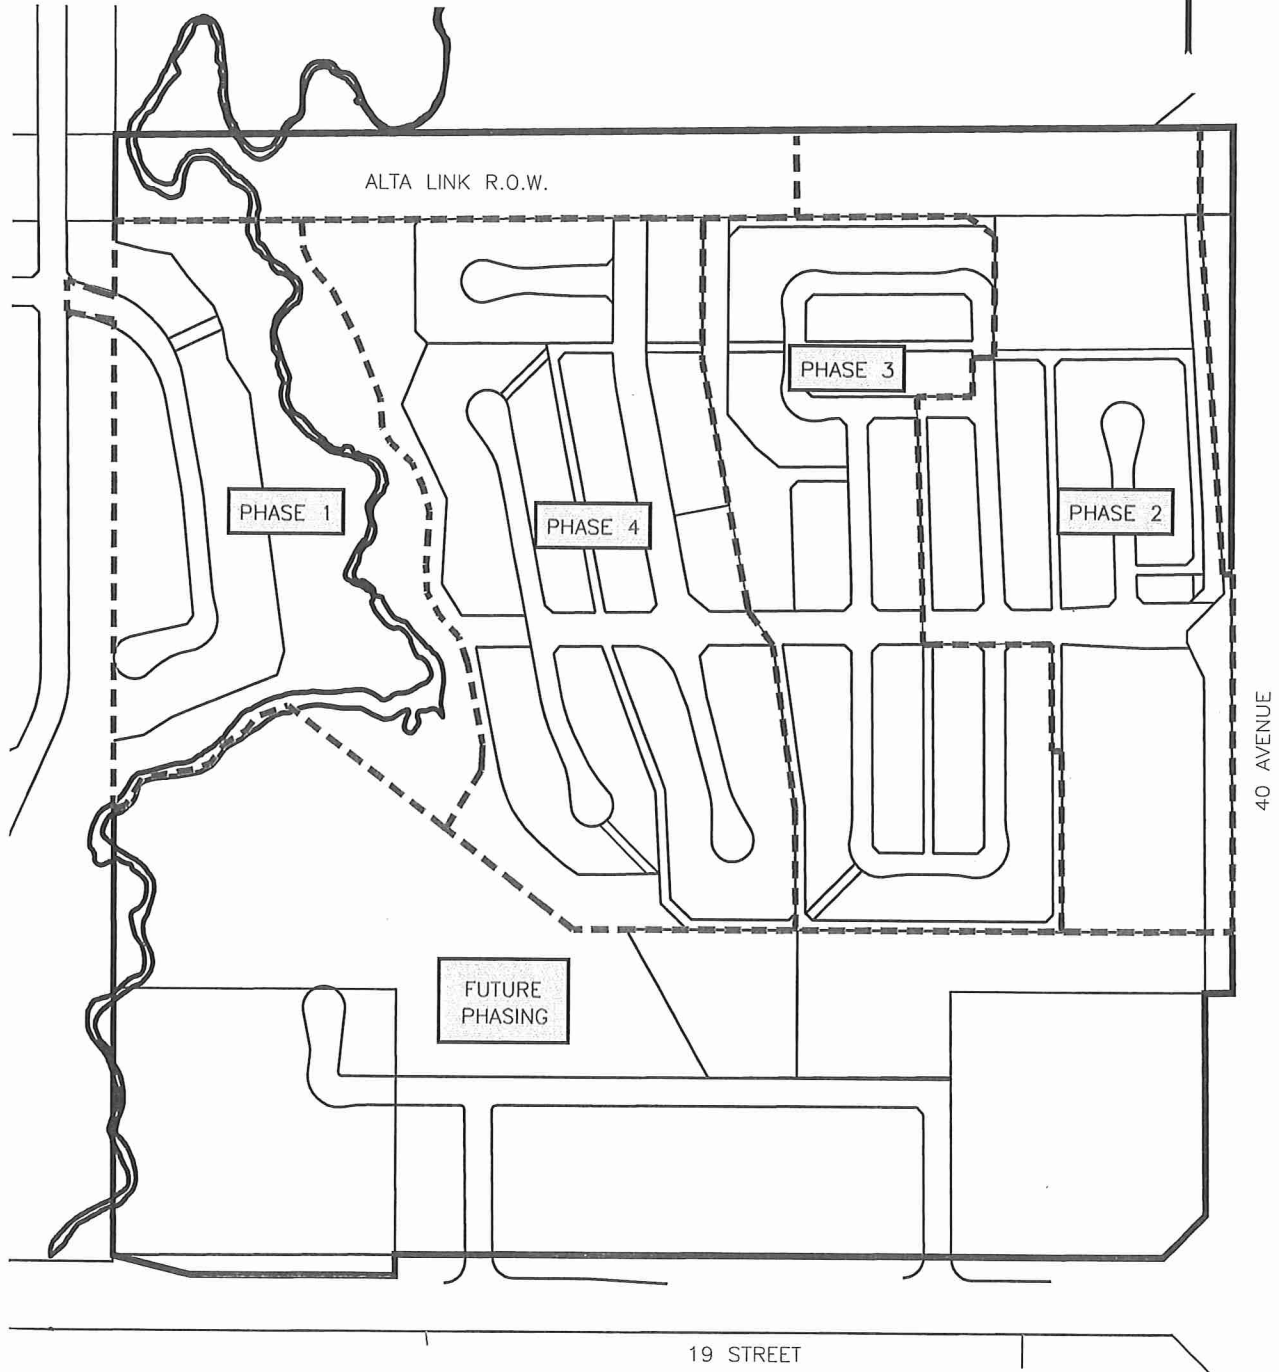 ALTA LINK R.O.W.
PHASE 3
PHASE 1
PHASE 4
PHASE 2
40 AVENUE
FUTURE
PHASING
19 STREET